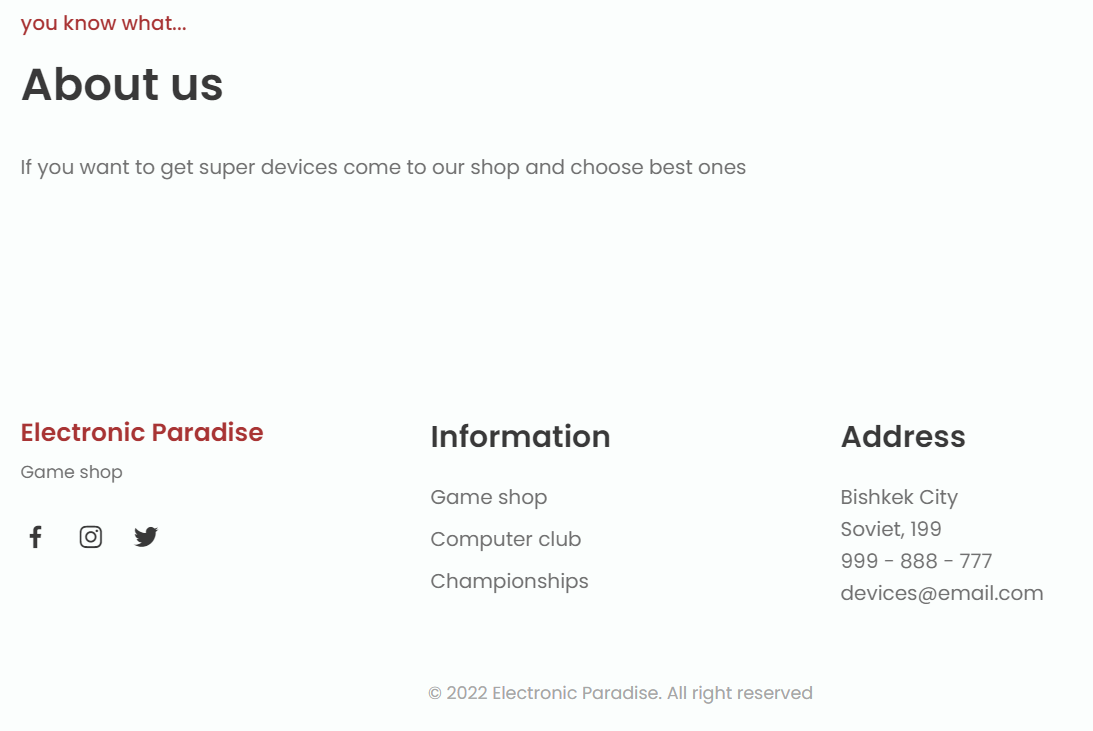 you know what...
About us
If you want to get super devices come to our shop and choose best ones
Electronic Paradise
Game shop
Information
Game shop
Computer club
Championships
Address
Bishkek City
Soviet, 199
999 - 888 - 777
devices@email.com
© 2022 Electronic Paradise. All right reserved